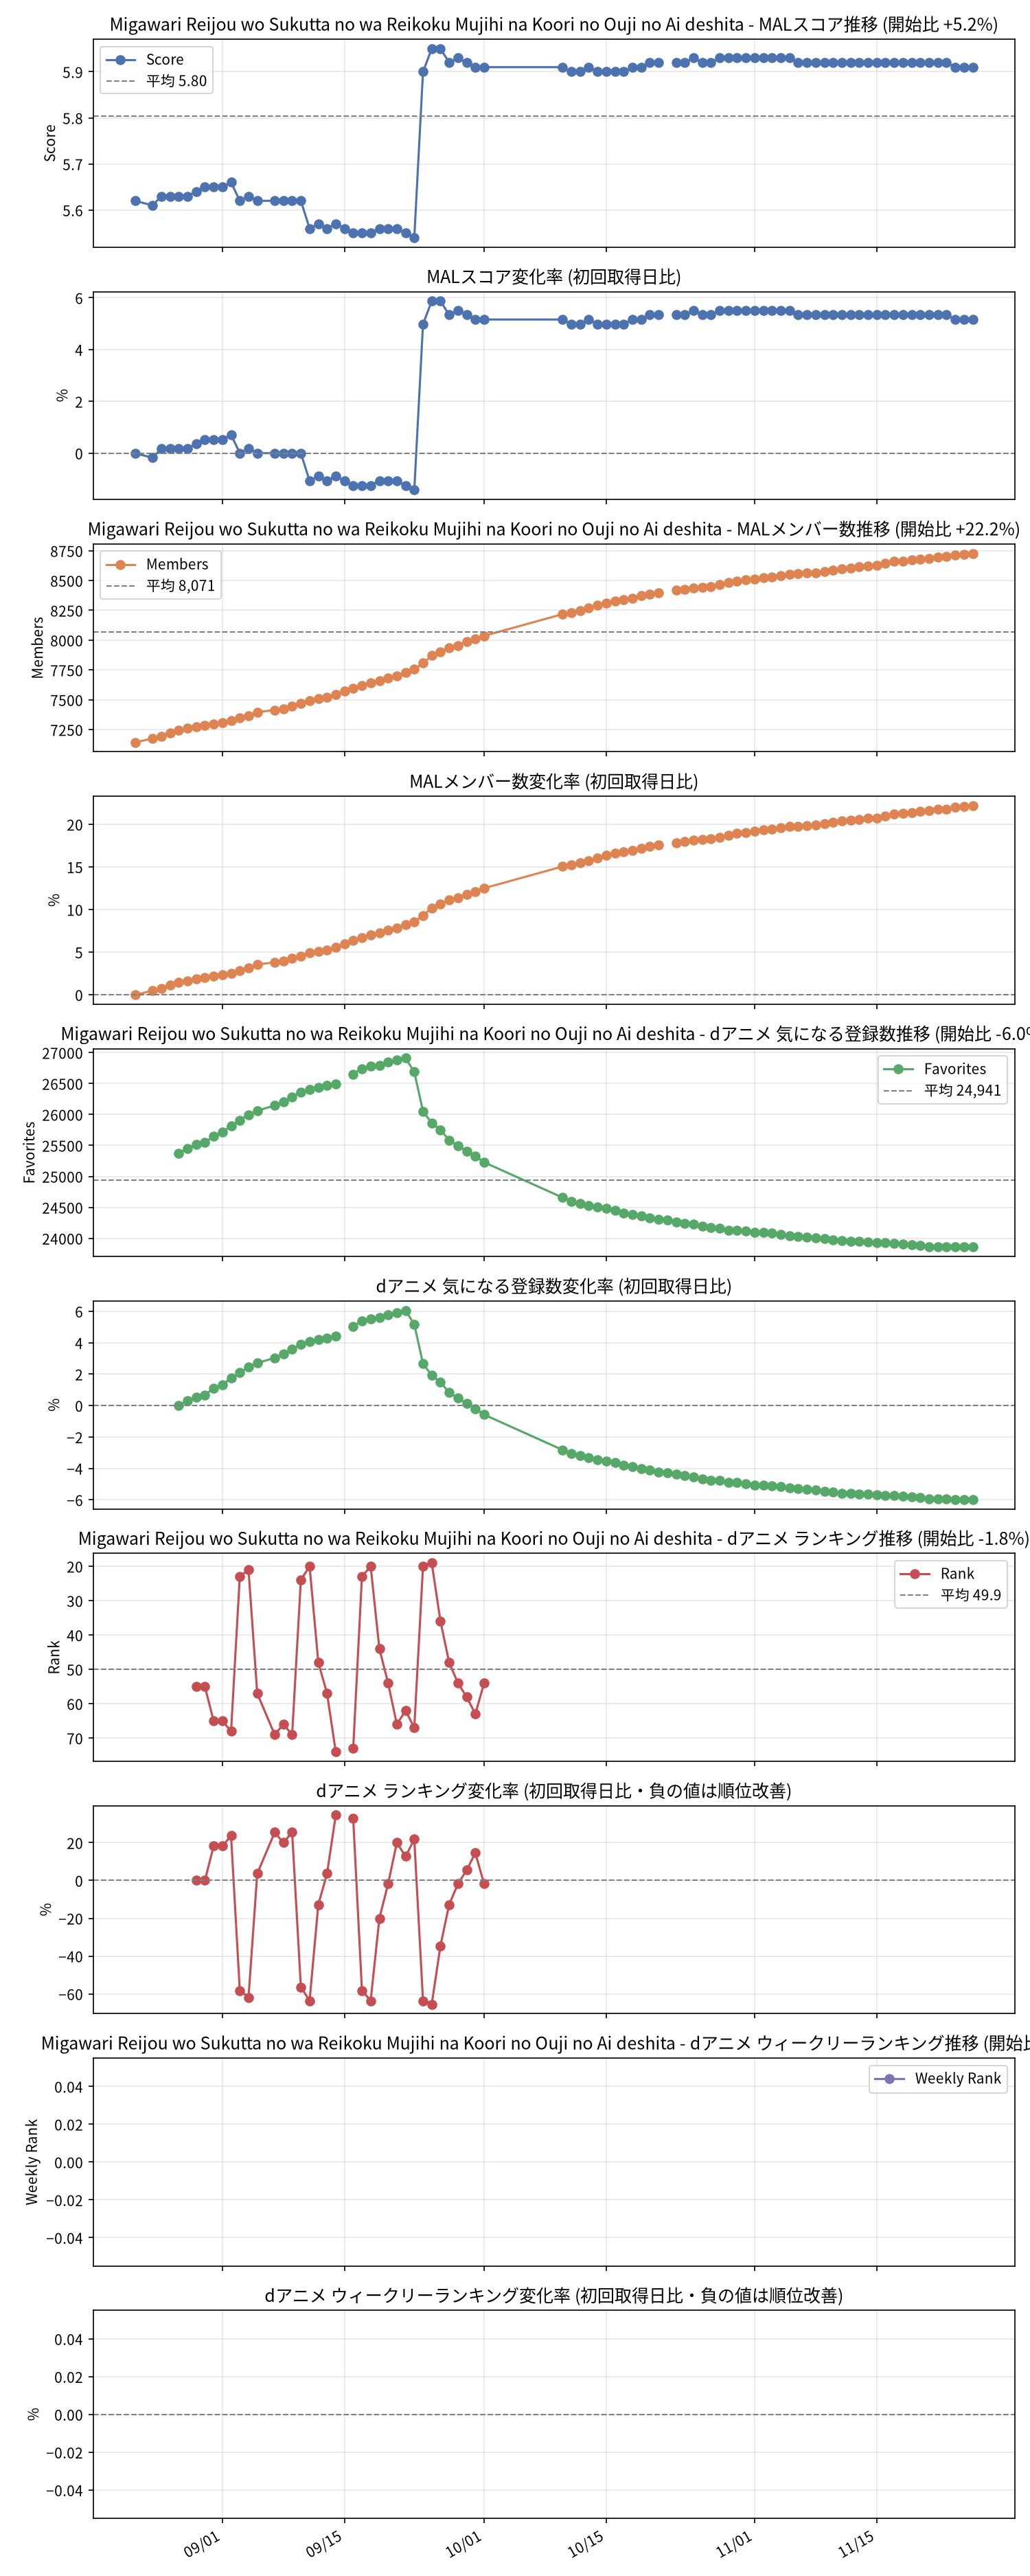 Migawari Reijou wo Sukutta no wa Reikoku Mujihi na Koori no Ouji no Ai deshita - MALスコア推移 (開始比 +5.2%)
Score
平均 5.80
5.9
5.8
5.7
5.6
Score
MALスコア変化率 (初回取得日比)
6
4
2
0
%
Migawari Reijou wo Sukutta no wa Reikoku Mujihi na Koori no Ouji no Ai deshita - MALメンバー数推移 (開始比 +22.2%)
Members
平均 8,071
8750
8500
8250
8000
7750
7500
7250
Members
MALメンバー数変化率 (初回取得日比)
20
15
10
5
0
%
Migawari Reijou wo Sukutta no wa Reikoku Mujihi na Koori no Ouji no Ai deshita - dアニメ 気になる登録数推移 (開始比 -6.0%
Favorites
平均 24,941
27000
26500
26000
25500
25000
24500
24000
Favorites
dアニメ 気になる登録数変化率 (初回取得日比)
6
4
2
0
−2
−4
−6
%
Migawari Reijou wo Sukutta no wa Reikoku Mujihi na Koori no Ouji no Ai deshita - dアニメ ランキング推移 (開始比 -1.8%)
Rank
平均 49.9
20
30
40
50
60
70
Rank
dアニメ ランキング変化率 (初回取得日比・負の値は順位改善)
20
0
−20
−40
−60
%
Migawari Reijou wo Sukutta no wa Reikoku Mujihi na Koori no Ouji no Ai deshita - dアニメ ウィークリーランキング推移 (開始比
Weekly Rank
0.04
0.02
0.00
−0.02
−0.04
Weekly Rank
dアニメ ウィークリーランキング変化率 (初回取得日比・負の値は順位改善)
0.04
0.02
0.00
−0.02
−0.04
%
09/01
09/15
10/01
10/15
11/01
11/15